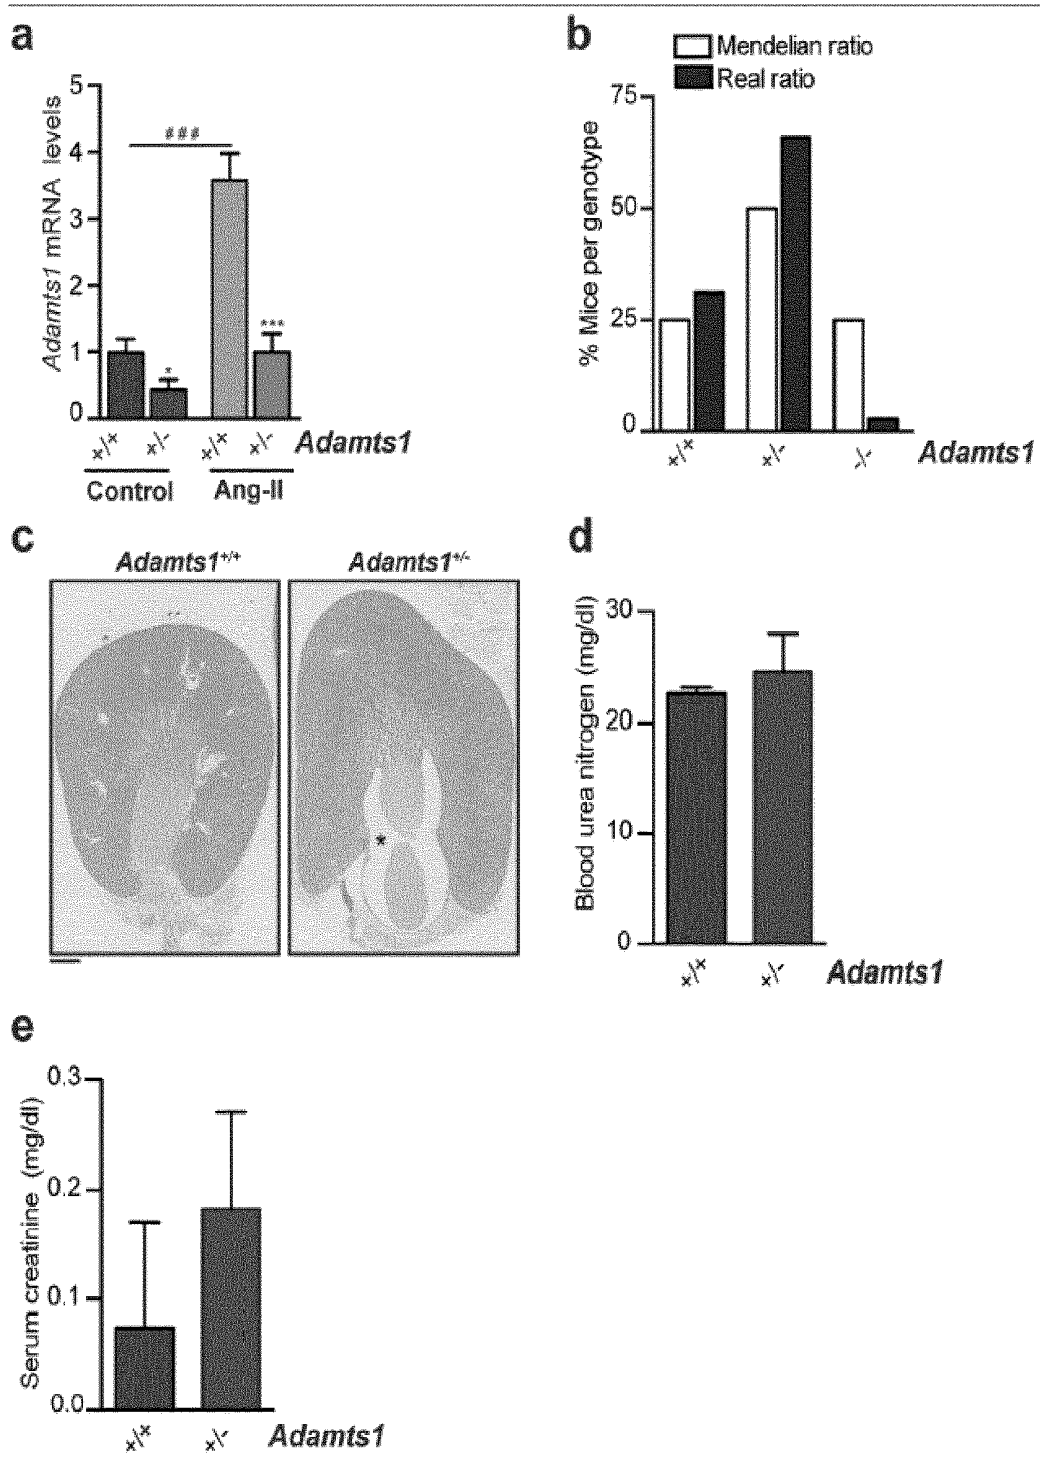 a
Adamts1 mRNA levels
5
4
3
2
1
0
###
*
***
+/+ +/- +/+ +/- Adamts1
Control Ang-II
b
Mendelian ratio
Real ratio
% Mice per genotype
75
50
25
0
+/+ +/- -/- Adamts1
c
Adamts1+/+ Adamts1+/-
*
d
Blood urea nitrogen (mg/dl)
30
20
10
0
+/+ +/- Adamts1
e
Serum creatinine (mg/dl)
0.3
0.2
0.1
0.0
+/+ +/- Adamts1